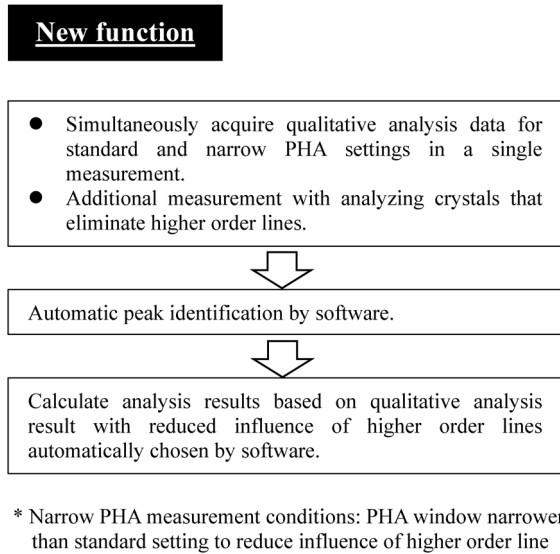 New function
● Simultaneously acquire qualitative analysis data for
standard and narrow PHA settings in a single
measurement.
● Additional measurement with analyzing crystals that
eliminate higher order lines.
Automatic peak identification by software.
Calculate analysis results based on qualitative analysis
result with reduced influence of higher order lines
automatically chosen by software.
* Narrow PHA measurement conditions: PHA window narrower
than standard setting to reduce influence of higher order line